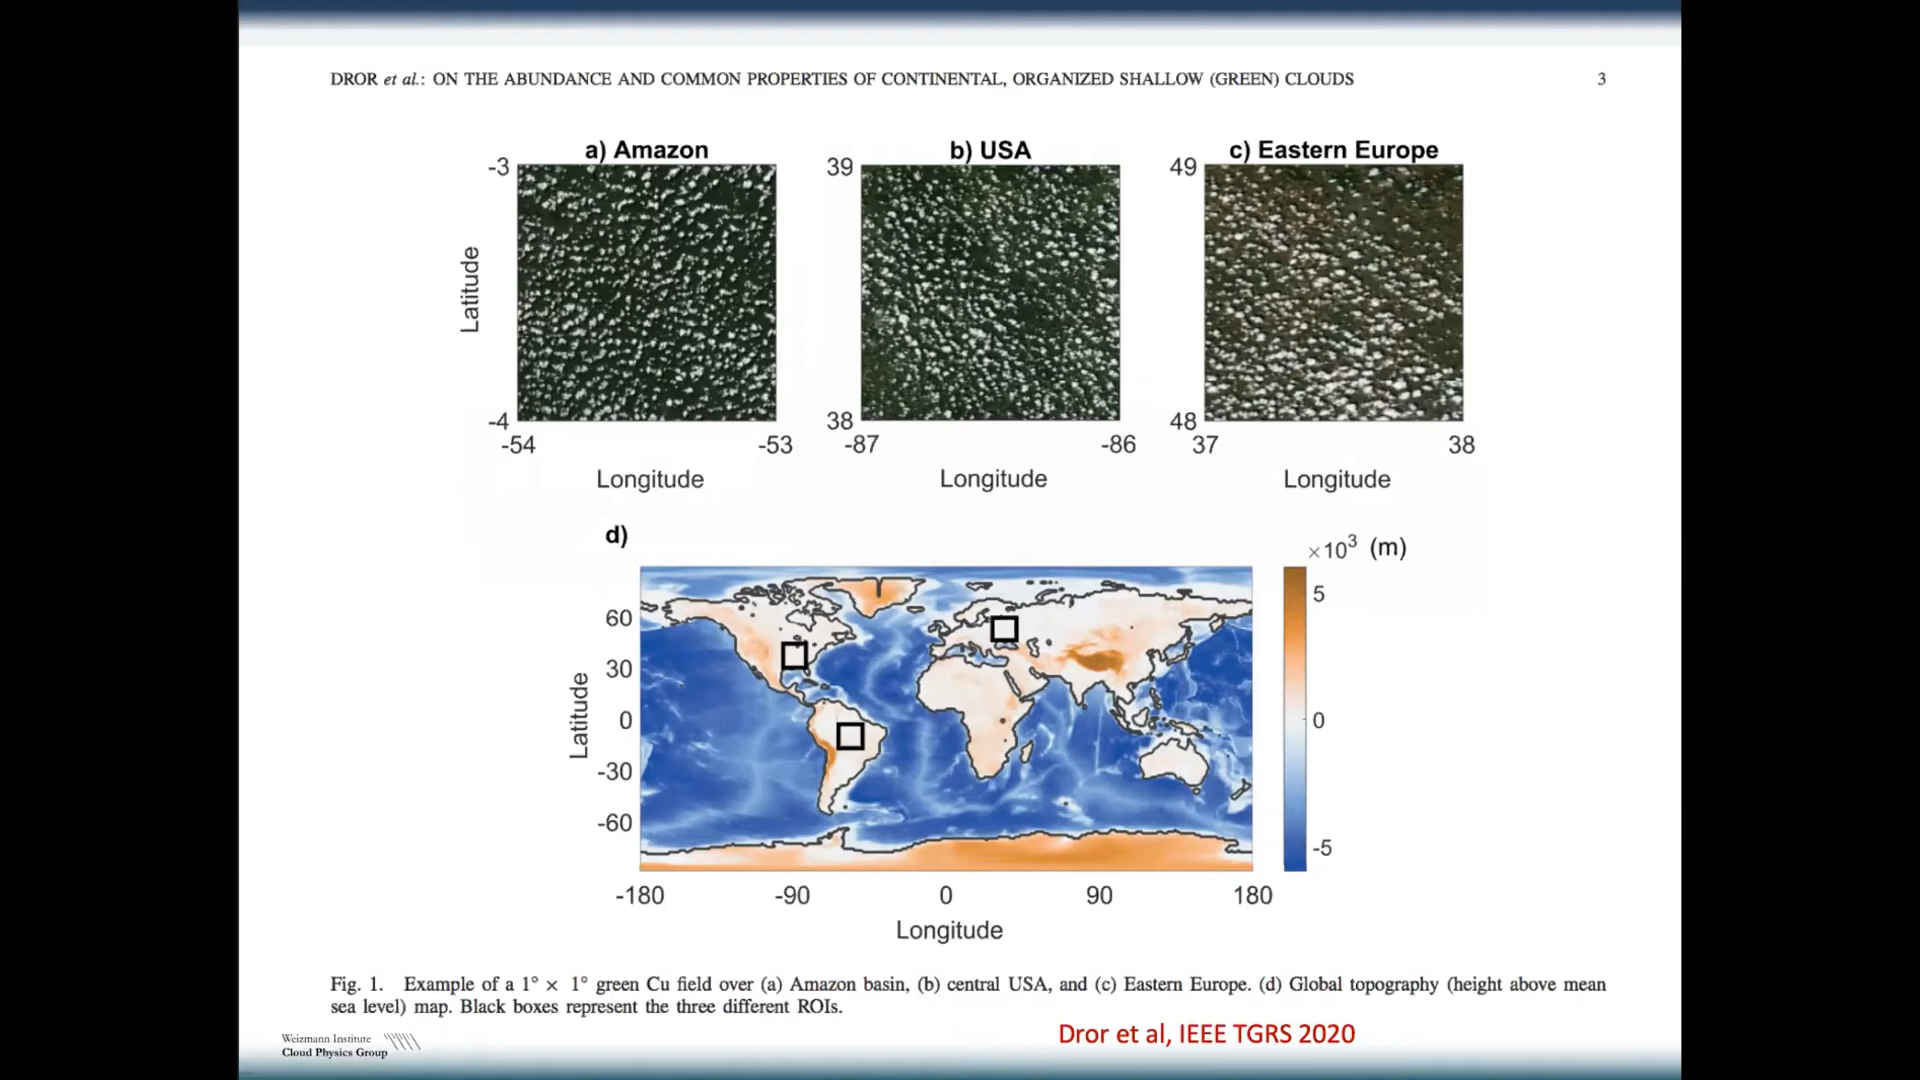 DROR et al.: ON THE ABUNDANCE AND COMMON PROPERTIES OF CONTINENTAL, ORGANIZED SHALLOW (GREEN) CLOUDS 3
a) Amazon
-3
-4
-54 -53
Latitude
Longitude
b) USA
39
38
-87 -86
Longitude
c) Eastern Europe
49
48
37 38
Longitude
d)
×10³ (m)
5
0
-5
60
30
0
-30
-60
Latitude
-180 -90 0 90 180
Longitude
Fig. 1. Example of a 1° × 1° green Cu field over (a) Amazon basin, (b) central USA, and (c) Eastern Europe. (d) Global topography (height above mean
sea level) map. Black boxes represent the three different ROIs.
Dror et al, IEEE TGRS 2020
Weizmann Institute
Cloud Physics Group